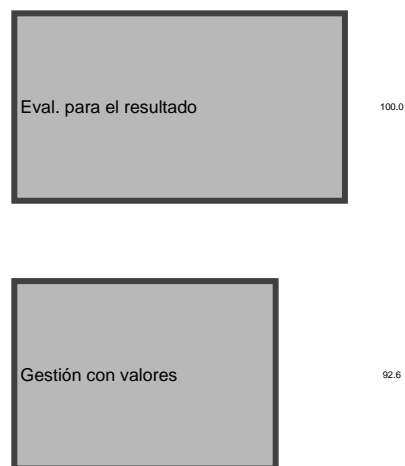 Eval. para el resultado
100.0
Gestión con valores
92.6